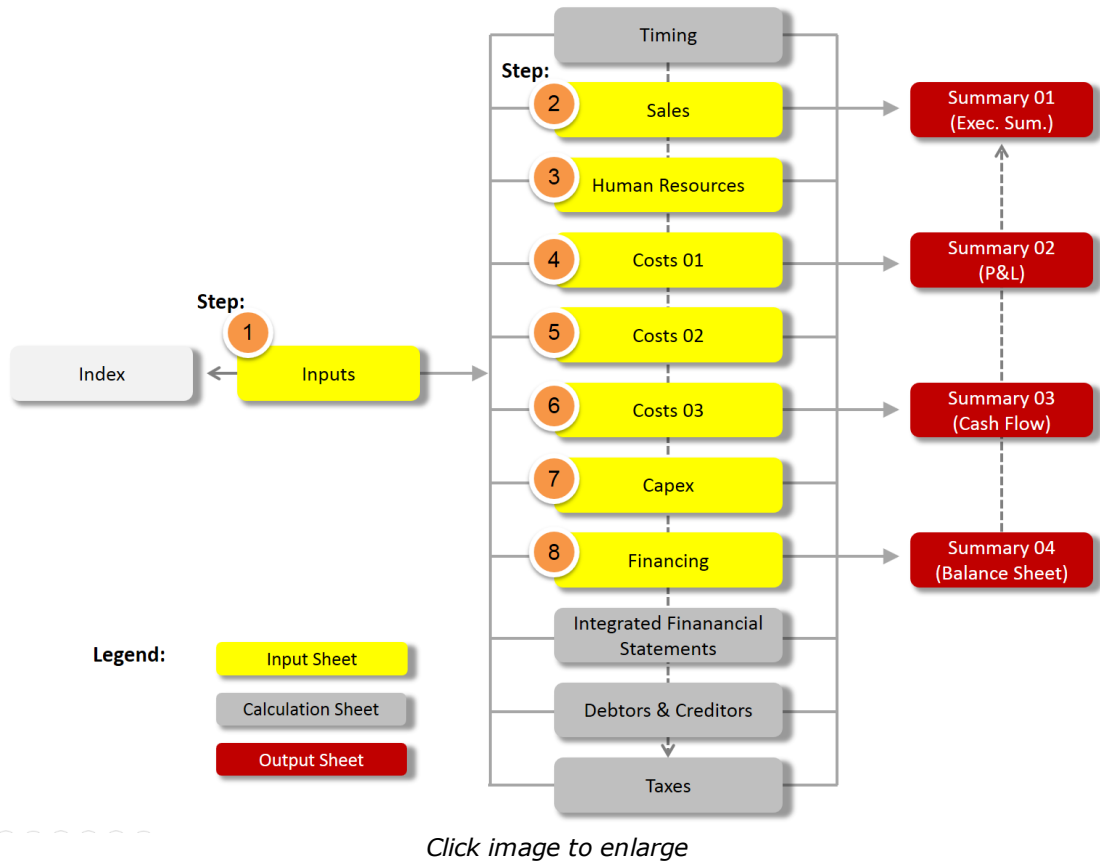 Timing
Step:
2
Sales
Summary 01
(Exec. Sum.)
3
Human Resources
4
Costs 01
Summary 02
(P&L)
Step:
1
5
Costs 02
Index
Inputs
6
Costs 03
Summary 03
(Cash Flow)
7
Capex
8
Financing
Summary 04
(Balance Sheet)
Integrated Finanancial
Statements
Legend:
Input Sheet
Calculation Sheet
Debtors & Creditors
Output Sheet
Taxes
Click image to enlarge